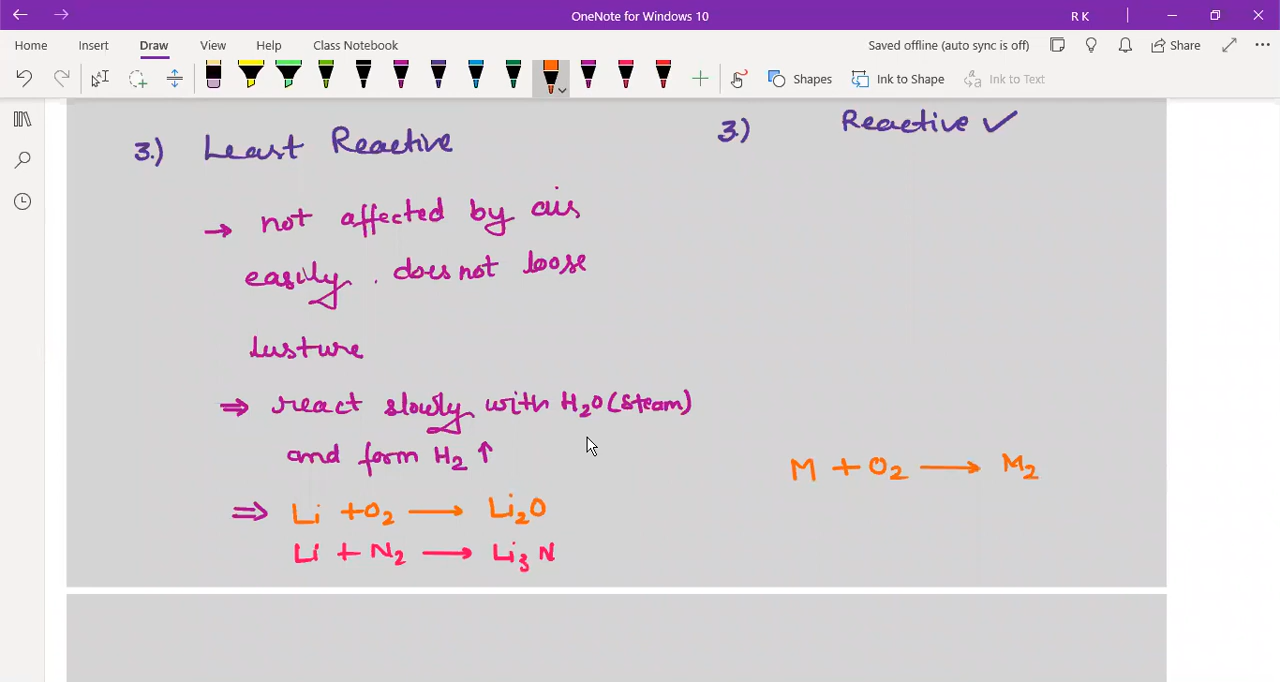 OneNote for Windows 10
R K
Home Insert Draw View Help Class Notebook
Saved offline (auto sync is off)
Share
Shapes
Ink to Shape
Ink to Text
3.) Least Reactive
→ not affected by air
easily. does not loose
lusture
⇒ react slowly with H₂O (Steam)
and form H₂ ↑
⇒ Li + O₂ → Li₂O
Li + N₂ → Li₃N
3.) Reactive ✓
M + O₂ → M₂